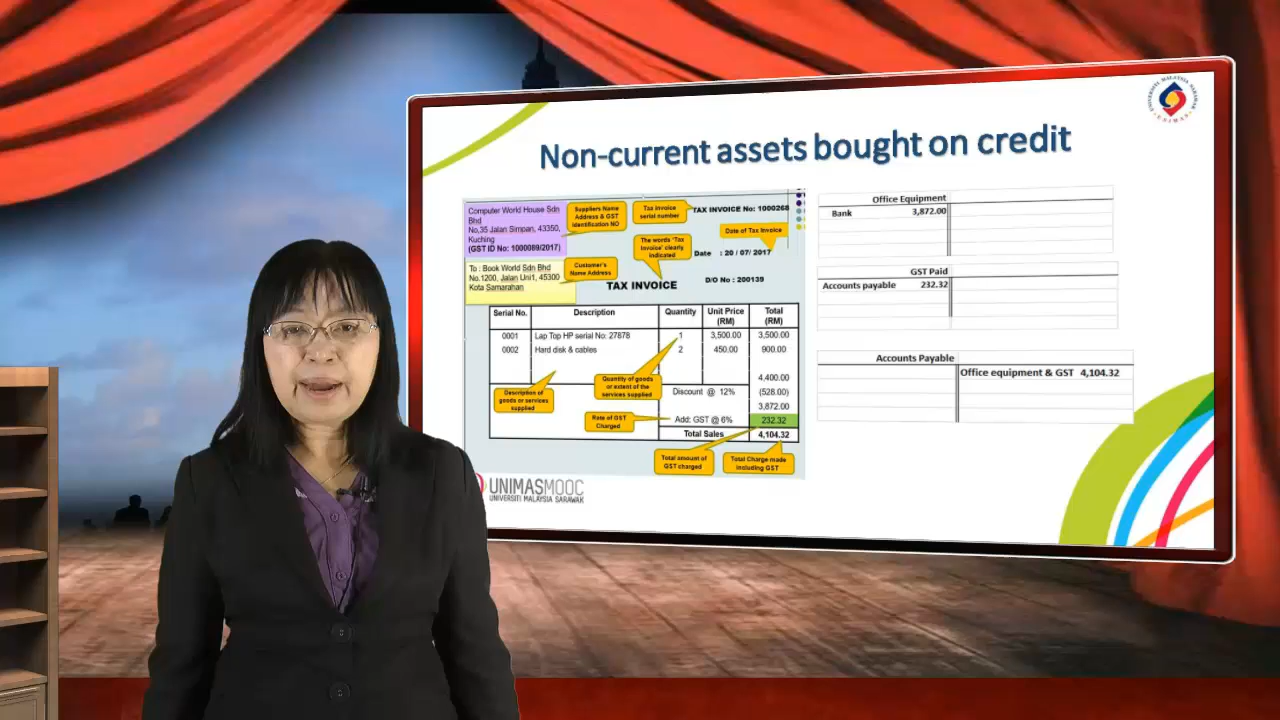 Non-current assets bought on credit
UNIVERSITI MALAYSIA SARAWAK
UNIMAS
Computer World House Sdn
Bhd
No,35 Jalan Simpan, 43350,
Kuching
(GST ID No: 1000089/2017)
Suppliers Name
Address & GST
Identification NO
Tax invoice
serial number
TAX INVOICE No: 1000268
Date of Tax Invoice
The words 'Tax
Invoice' clearly
indicated
Date : 20 / 07/ 2017
To : Book World Sdn Bhd
No.1200, Jalan Uni1, 45300
Kota Samarahan
Customer's
Name Address
TAX INVOICE
D/O No : 200139
Serial No. Description Quantity Unit Price (RM) Total (RM)
0001 Lap Top HP serial No: 27878 1 3,500.00 3,500.00
0002 Hard disk & cables 2 450.00 900.00
4,400.00
Discount @ 12% (528.00)
3,872.00
Add: GST @ 6% 232.32
Total Sales 4,104.32
Description of
goods or services
supplied
Quantity of goods
or extent of the
services supplied
Rate of GST
Charged
Total amount of
GST charged
Total Charge made
including GST
UNIMASMOOC
UNIVERSITI MALAYSIA SARAWAK
Office Equipment
Bank 3,872.00
GST Paid
Accounts payable 232.32
Accounts Payable
Office equipment & GST 4,104.32